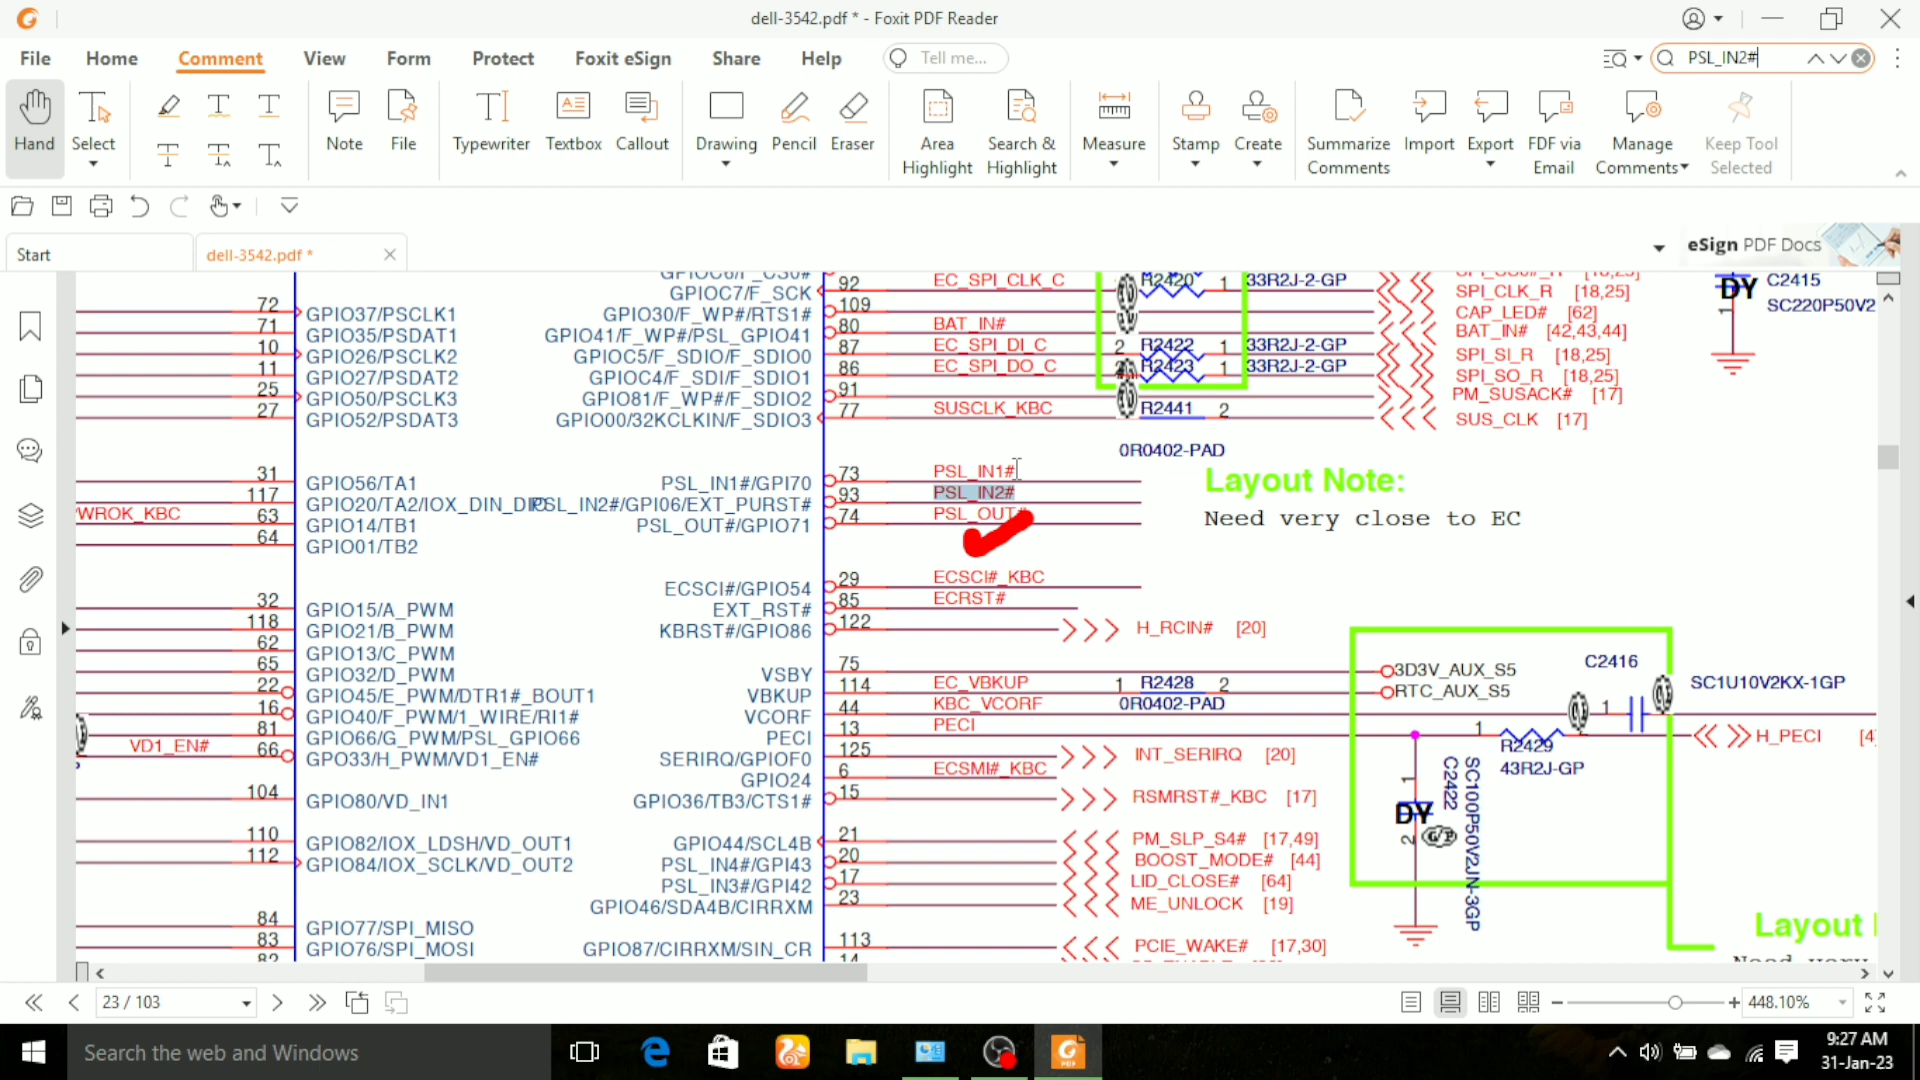 dell-3542.pdf * - Foxit PDF Reader
File Home Comment View Form Protect Foxit eSign Share Help Tell me... PSL_IN2#
Hand Select Note File Typewriter Textbox Callout Drawing Pencil Eraser Area Highlight Search & Highlight Measure Stamp Create Summarize Comments Import Export FDF via Email Manage Comments Keep Tool Selected
Start dell-3542.pdf * eSign PDF Docs
GPIOC7/F_SCK 92 EC_SPI_CLK_C R2420 1 33R2J-2-GP SPI_CLK_R [18,25] C2415
72 GPIO37/PSCLK1 GPIO30/F_WP#/RTS1# 109 CAP_LED# [62] DY SC220P50V2
71 GPIO35/PSDAT1 GPIO41/F_WP#/PSL_GPIO41 80 BAT_IN# BAT_IN# [42,43,44]
10 GPIO26/PSCLK2 GPIOC5/F_SDIO/F_SDIO0 87 EC_SPI_DI_C 2 R2422 1 33R2J-2-GP SPI_SI_R [18,25]
11 GPIO27/PSDAT2 GPIOC4/F_SDI/F_SDIO1 86 EC_SPI_DO_C R2423 1 33R2J-2-GP SPI_SO_R [18,25]
25 GPIO50/PSCLK3 GPIO81/F_WP#/F_SDIO2 91 PM_SUSACK# [17]
27 GPIO52/PSDAT3 GPIO00/32KCLKIN/F_SDIO3 77 SUSCLK_KBC R2441 2 SUS_CLK [17]
0R0402-PAD
31 GPIO56/TA1 PSL_IN1#/GPI70 73 PSL_IN1# Layout Note:
117 GPIO20/TA2/IOX_DIN_DIO PSL_IN2#/GPI06/EXT_PURST# 93 PSL_IN2#
WROK_KBC 63 GPIO14/TB1 PSL_OUT#/GPIO71 74 PSL_OUT# Need very close to EC
64 GPIO01/TB2
ECSCI#/GPIO54 29 ECSCI#_KBC
32 GPIO15/A_PWM EXT_RST# 85 ECRST#
118 GPIO21/B_PWM KBRST#/GPIO86 122 H_RCIN# [20]
62 GPIO13/C_PWM
65 GPIO32/D_PWM VSBY 75 3D3V_AUX_S5 C2416
22 GPIO45/E_PWM/DTR1#_BOUT1 VBKUP 114 EC_VBKUP 1 R2428 2 RTC_AUX_S5 SC1U10V2KX-1GP
16 GPIO40/F_PWM/1_WIRE/RI1# VCORF 44 KBC_VCORF 0R0402-PAD 1
81 GPIO66/G_PWM/PSL_GPIO66 PECI 13 PECI 1 R2429 H_PECI [4
VD1_EN# 66 GPO33/H_PWM/VD1_EN# SERIRQ/GPIOF0 125 INT_SERIRQ [20] 43R2J-GP
GPIO24 6 ECSMI#_KBC
104 GPIO80/VD_IN1 GPIO36/TB3/CTS1# 15 RSMRST#_KBC [17] 1 DY 2 C2422 SC100P50V2JN-3GP
110 GPIO82/IOX_LDSH/VD_OUT1 GPIO44/SCL4B 21 PM_SLP_S4# [17,49]
112 GPIO84/IOX_SCLK/VD_OUT2 PSL_IN4#/GPI43 20 BOOST_MODE# [44]
PSL_IN3#/GPI42 17 LID_CLOSE# [64]
GPIO46/SDA4B/CIRRXM 23 ME_UNLOCK [19]
84 GPIO77/SPI_MISO Layout
83 GPIO76/SPI_MOSI GPIO87/CIRRXM/SIN_CR 113 PCIE_WAKE# [17,30]
23 / 103 448.10%
Search the web and Windows 9:27 AM
31-Jan-23